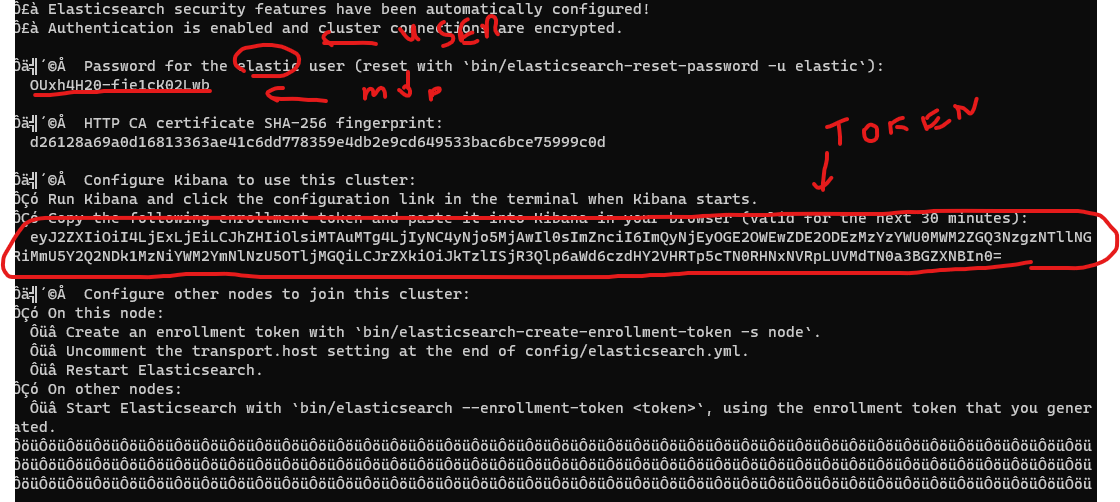 Ô£à Elasticsearch security features have been automatically configured!
Ô£à Authentication is enabled and cluster connections are encrypted.
USER
Ôä╣´©Å  Password for the elastic user (reset with `bin/elasticsearch-reset-password -u elastic`):
OUxh4H20-fje1cK02Lwb
mdp
Ôä╣´©Å  HTTP CA certificate SHA-256 fingerprint:
d26128a69a0d16813363ae41c6dd778359e4db2e9cd649533bac6bce75999c0d
TOKEN
Ôä╣´©Å  Configure Kibana to use this cluster:
ÔÇó Run Kibana and click the configuration link in the terminal when Kibana starts.
ÔÇó Copy the following enrollment token and paste it into Kibana in your browser (valid for the next 30 minutes):
eyJ2ZXIiOiI4LjExLjEiLCJhZHIiOlsiMTAuMTg4LjIyNC4yNjo5MjAwIl0sImZnciI6ImQyNjEyOGE2OWEwZDE2ODEzMzYzYWU0MWM2ZGQ3NzgzNTllNG
RiMmU5Y2Q2NDk1MzNiYWM2YmNlNzU5OTljMGQiLCJrZXkiOiJkTzlISjR3Qlp6aWd6czdHY2VHRTp5cTN0RHNxNVRpLUVMdTN0a3BGZXNBIn0=
Ôä╣´©Å  Configure other nodes to join this cluster:
ÔÇó On this node:
Ôüâ Create an enrollment token with `bin/elasticsearch-create-enrollment-token -s node`.
Ôüâ Uncomment the transport.host setting at the end of config/elasticsearch.yml.
Ôüâ Restart Elasticsearch.
ÔÇó On other nodes:
Ôüâ Start Elasticsearch with `bin/elasticsearch --enrollment-token <token>`, using the enrollment token that you gener
ated.